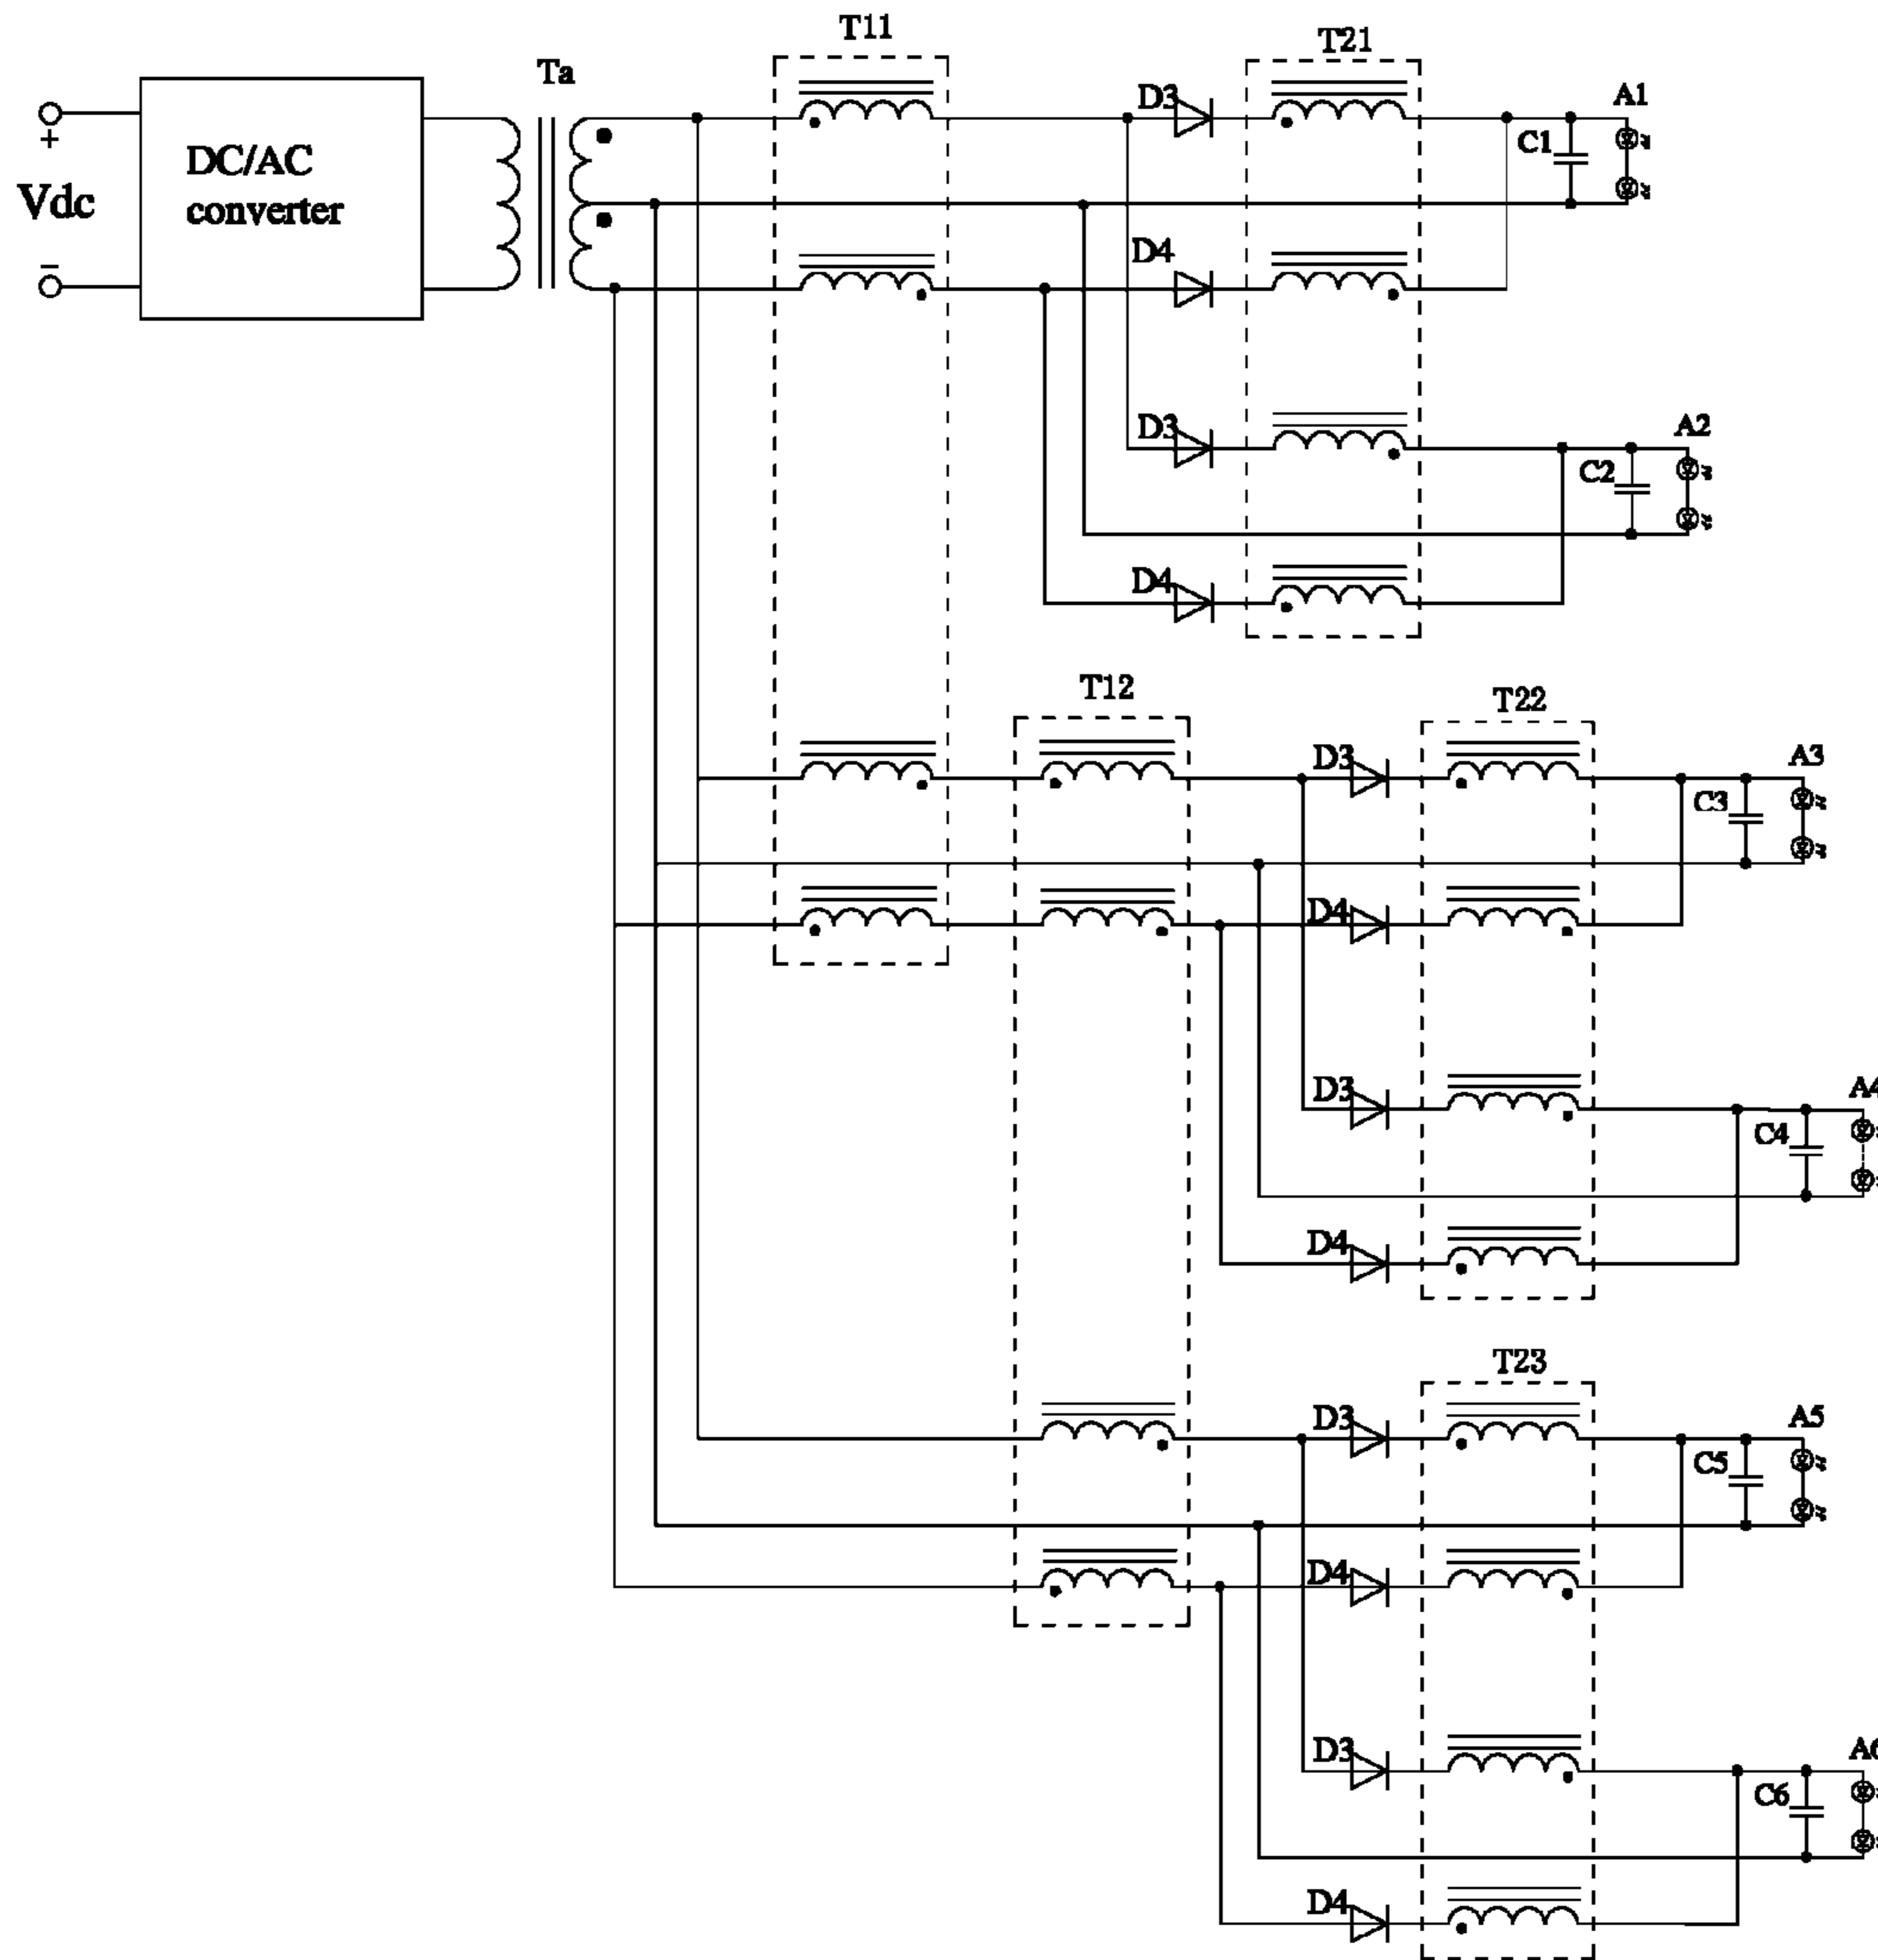 T11
T21
Ta
D3
A1
+
DC/AC
converter
Vdc
C1
D4
−
D3
A2
C2
D4
T12
T22
D3
A3
C3
D4
D3
A4
C4
D4
T23
D3
A5
C5
D4
D3
C6
D4